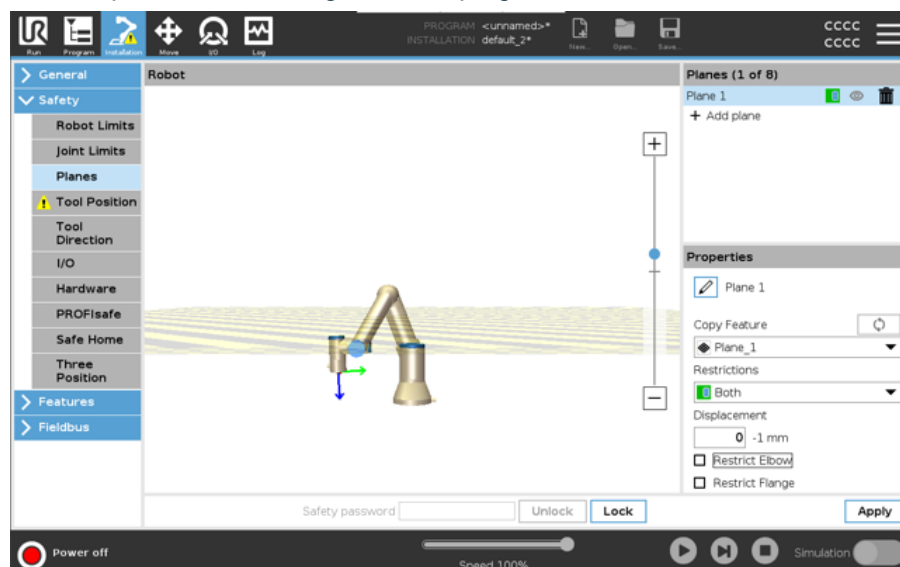 UR
PROGRAM <unnamed>*
INSTALLATION default_2*
CCCC
CCCC
Run Program Installation Move I/O Log New... Open... Save...
General
Safety
Robot Limits
Joint Limits
Planes
Tool Position
Tool
Direction
I/O
Hardware
PROFIsafe
Safe Home
Three
Position
Features
Fieldbus
Robot
Planes (1 of 8)
Plane 1
+ Add plane
Properties
Plane 1
Copy Feature
Plane_1
Restrictions
Both
Displacement
0 -1 mm
Restrict Elbow
Restrict Flange
Safety password Unlock Lock Apply
Power off
Speed 100%
Simulation